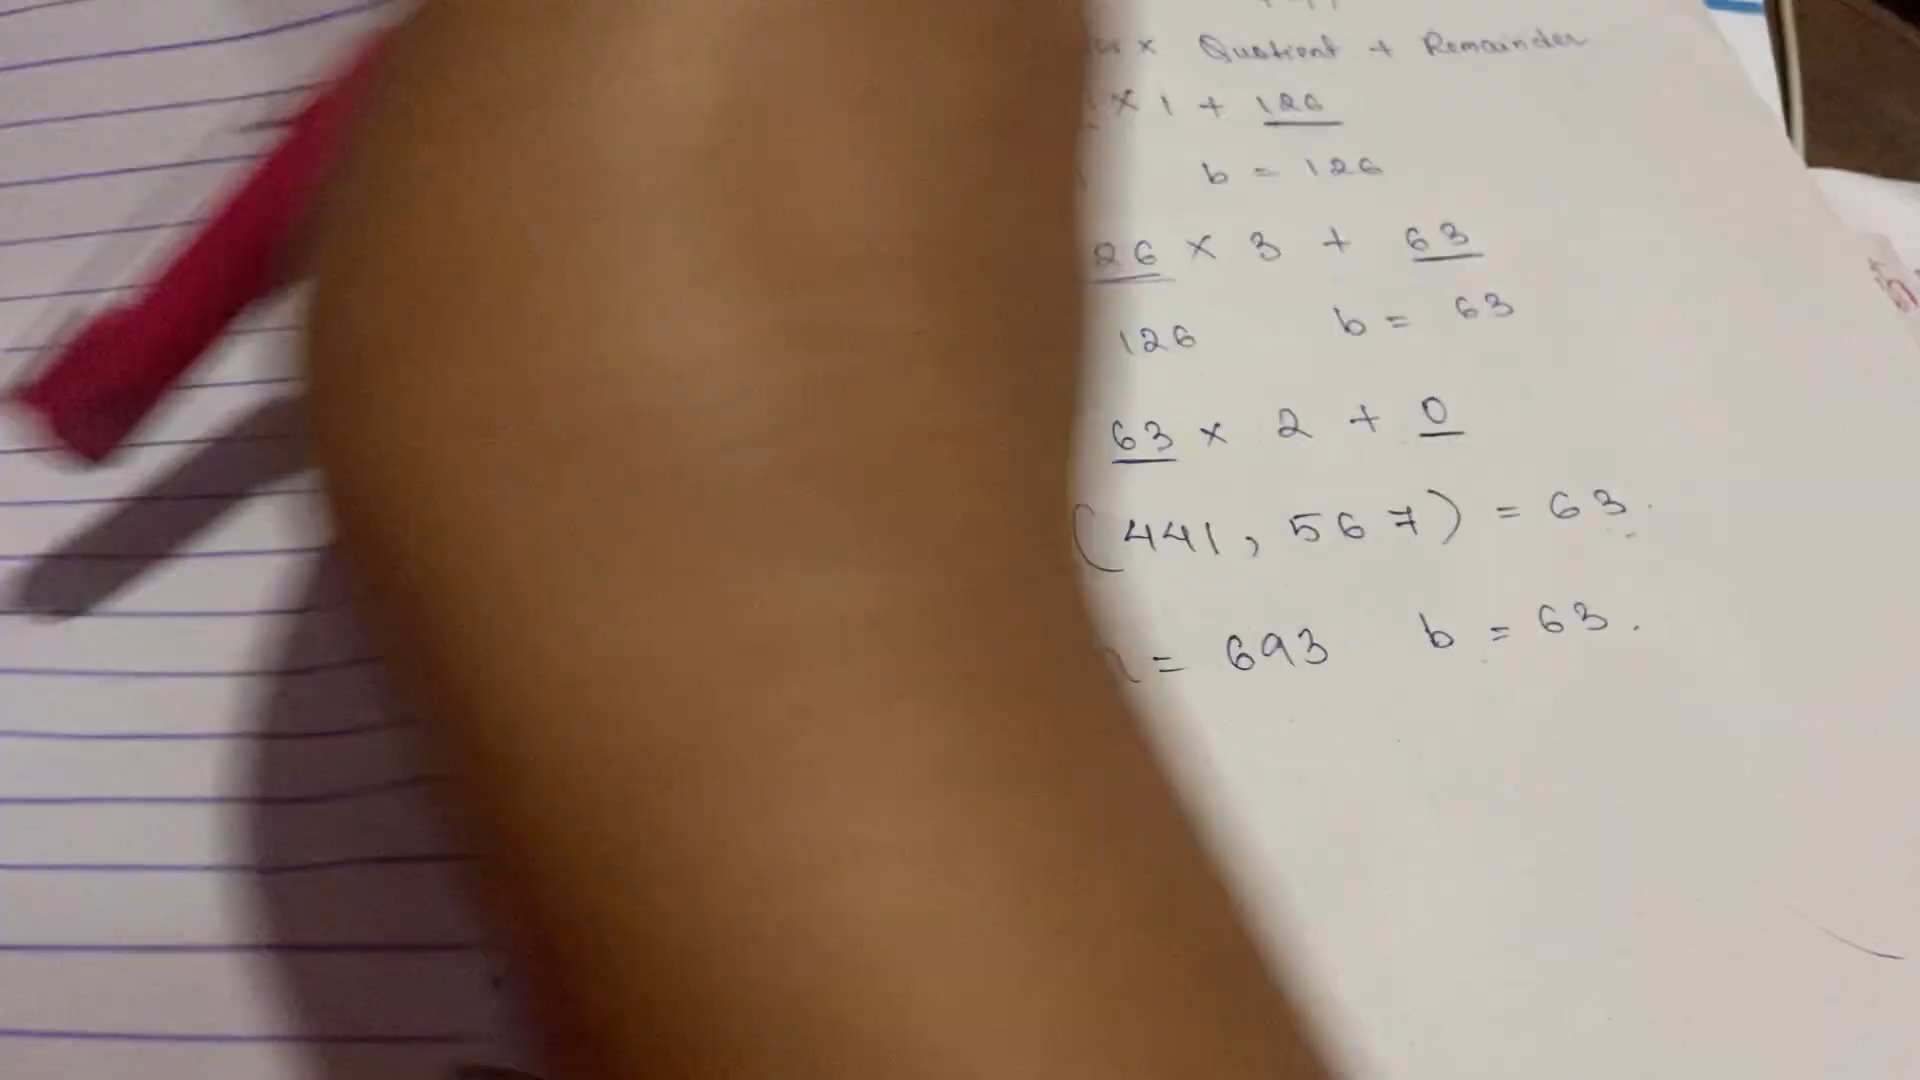 x Quotient + Remainder
x 1 + 126
b = 126
26 x 3 + 63
126 b = 63
63 x 2 + 0
(441, 567) = 63.
= 693 b = 63.